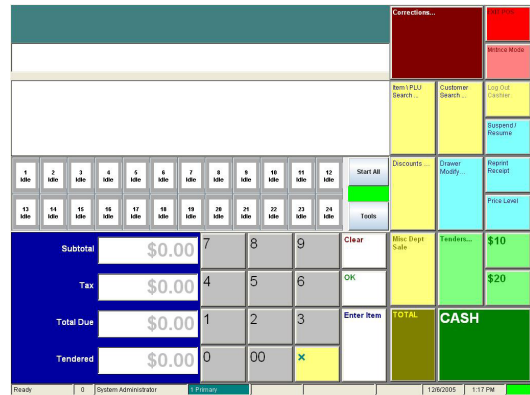 Corrections...
Mntnce Mode
Item \ PLU Search ...
Customer Search ...
Log Out Cashier
Suspend / Resume
1 Idle 2 Idle 3 Idle 4 Idle 5 Idle 6 Idle 7 Idle 8 Idle 9 Idle 10 Idle 11 Idle 12 Idle
Start All
Discounts ...
Drawer Modify...
Reprint Receipt
13 Idle 14 Idle 15 Idle 16 Idle 17 Idle 18 Idle 19 Idle 20 Idle 21 Idle 22 Idle 23 Idle 24 Idle
Tools
Price Level
Subtotal $0.00
7 8 9
Clear
Misc Dept Sale
Tenders...
$10
Tax $0.00
4 5 6
OK
$20
Total Due $0.00
1 2 3
Enter Item
TOTAL
CASH
Tendered $0.00
0 00 ×
Ready 0 System Administrator 1 Primary 12/6/2005 1:17 PM